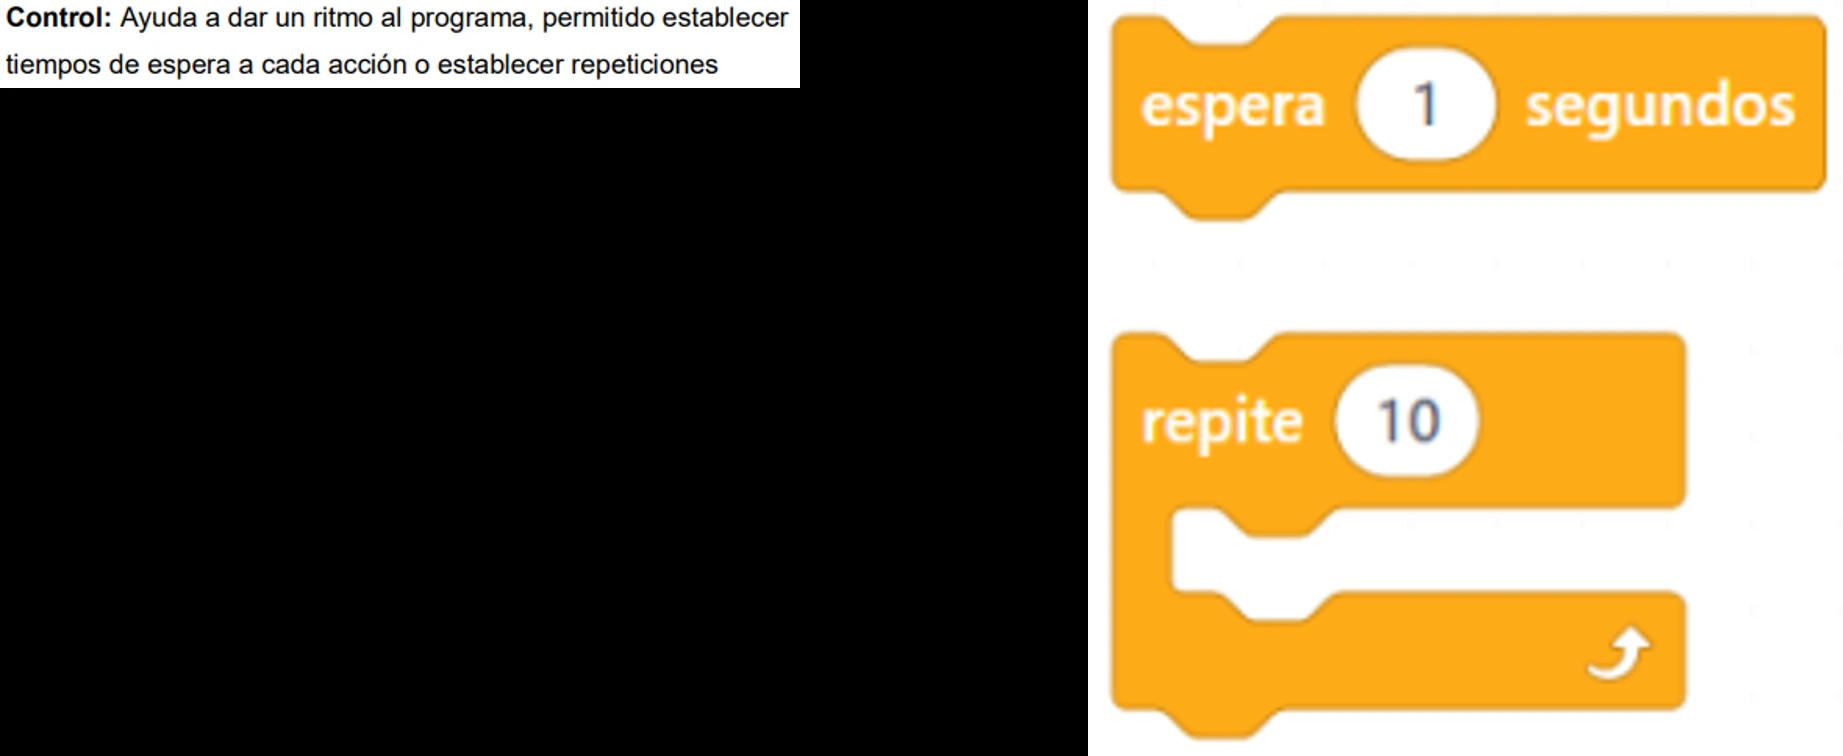 Control: Ayuda a dar un ritmo al programa, permitido establecer
tiempos de espera a cada acción o establecer repeticiones
espera 1 segundos
repite 10